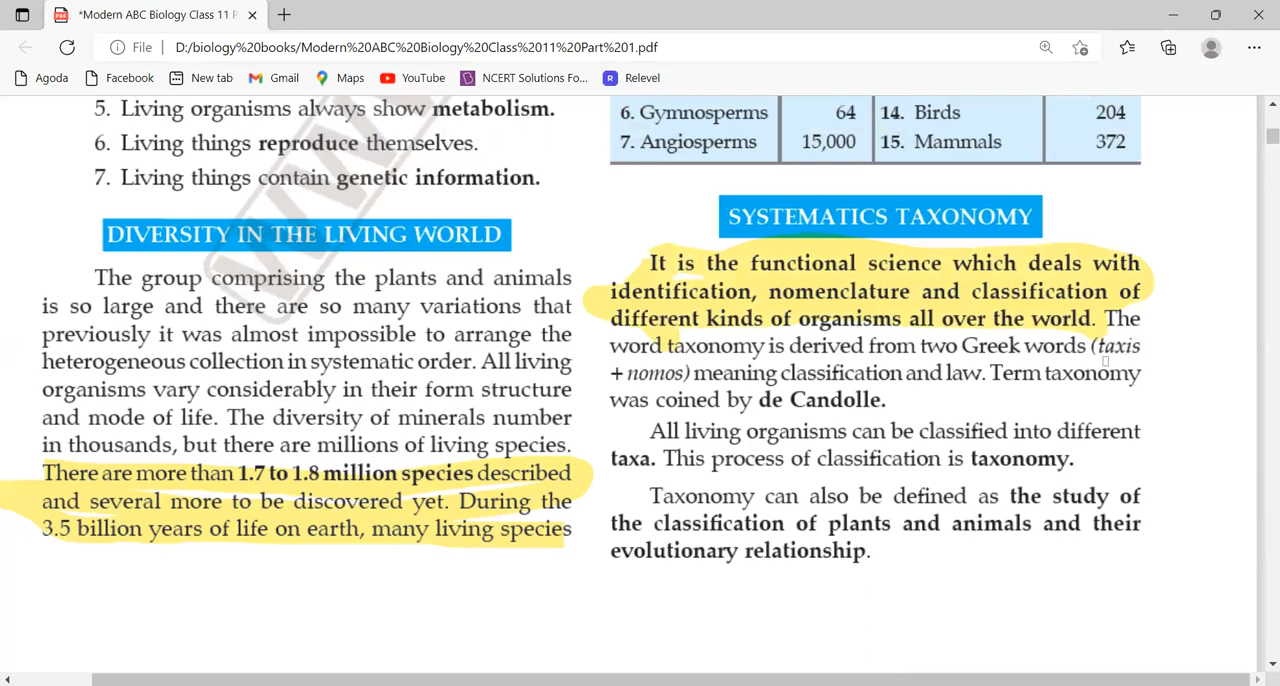 *Modern ABC Biology Class 11 P
File
D:/biology%20books/Modern%20ABC%20Biology%20Class%2011%20Part%201.pdf
Agoda Facebook New tab Gmail Maps YouTube NCERT Solutions Fo... Relevel
5. Living organisms always show metabolism.
6. Living things reproduce themselves.
7. Living things contain genetic information.
DIVERSITY IN THE LIVING WORLD
The group comprising the plants and animals
is so large and there are so many variations that
previously it was almost impossible to arrange the
heterogeneous collection in systematic order. All living
organisms vary considerably in their form structure
and mode of life. The diversity of minerals number
in thousands, but there are millions of living species.
There are more than 1.7 to 1.8 million species described
and several more to be discovered yet. During the
3.5 billion years of life on earth, many living species
6. Gymnosperms 64 14. Birds 204
7. Angiosperms 15,000 15. Mammals 372
SYSTEMATICS TAXONOMY
It is the functional science which deals with
identification, nomenclature and classification of
different kinds of organisms all over the world. The
word taxonomy is derived from two Greek words (taxis
+ nomos) meaning classification and law. Term taxonomy
was coined by de Candolle.
All living organisms can be classified into different
taxa. This process of classification is taxonomy.
Taxonomy can also be defined as the study of
the classification of plants and animals and their
evolutionary relationship.